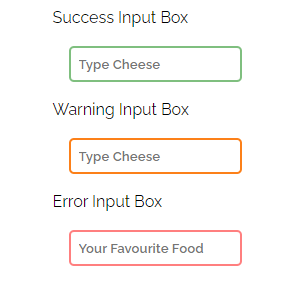 Success Input Box
Type Cheese
Warning Input Box
Type Cheese
Error Input Box
Your Favourite Food